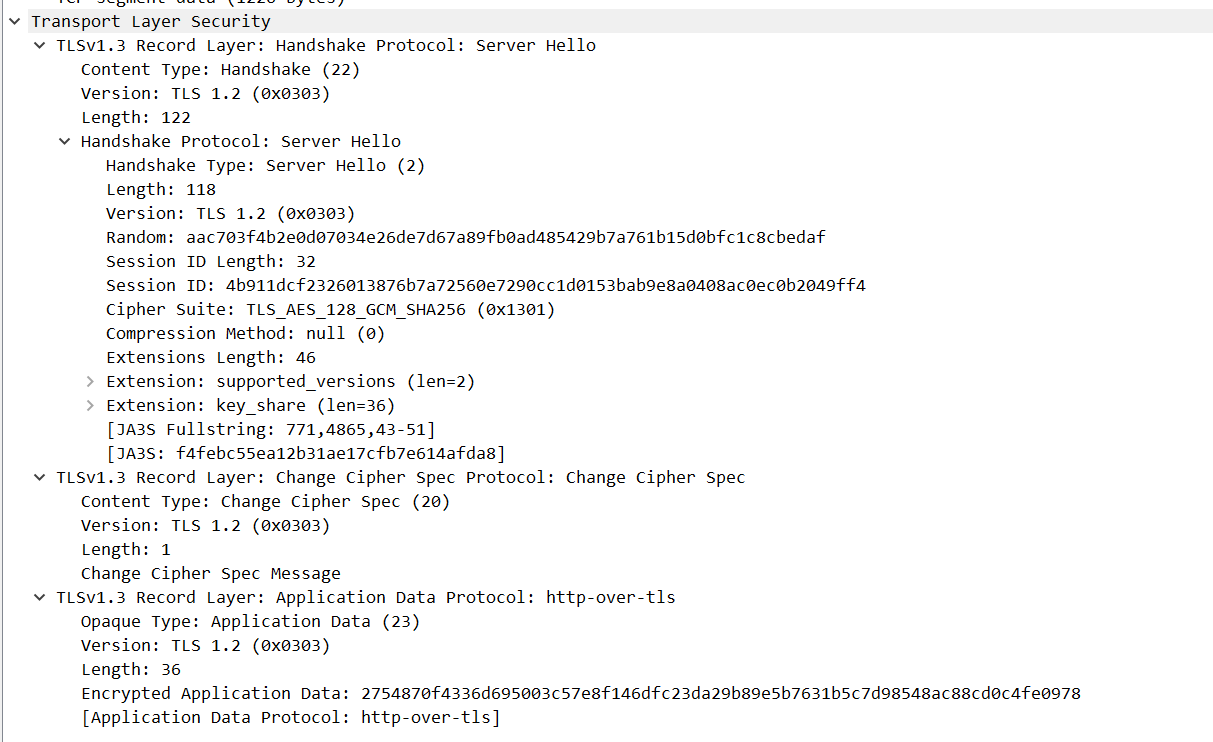 TCP segment data (1226 bytes)
Transport Layer Security
TLSv1.3 Record Layer: Handshake Protocol: Server Hello
Content Type: Handshake (22)
Version: TLS 1.2 (0x0303)
Length: 122
Handshake Protocol: Server Hello
Handshake Type: Server Hello (2)
Length: 118
Version: TLS 1.2 (0x0303)
Random: aac703f4b2e0d07034e26de7d67a89fb0ad485429b7a761b15d0bfc1c8cbedaf
Session ID Length: 32
Session ID: 4b911dcf2326013876b7a72560e7290cc1d0153bab9e8a0408ac0ec0b2049ff4
Cipher Suite: TLS_AES_128_GCM_SHA256 (0x1301)
Compression Method: null (0)
Extensions Length: 46
Extension: supported_versions (len=2)
Extension: key_share (len=36)
[JA3S Fullstring: 771,4865,43-51]
[JA3S: f4febc55ea12b31ae17cfb7e614afda8]
TLSv1.3 Record Layer: Change Cipher Spec Protocol: Change Cipher Spec
Content Type: Change Cipher Spec (20)
Version: TLS 1.2 (0x0303)
Length: 1
Change Cipher Spec Message
TLSv1.3 Record Layer: Application Data Protocol: http-over-tls
Opaque Type: Application Data (23)
Version: TLS 1.2 (0x0303)
Length: 36
Encrypted Application Data: 2754870f4336d695003c57e8f146dfc23da29b89e5b7631b5c7d98548ac88cd0c4fe0978
[Application Data Protocol: http-over-tls]